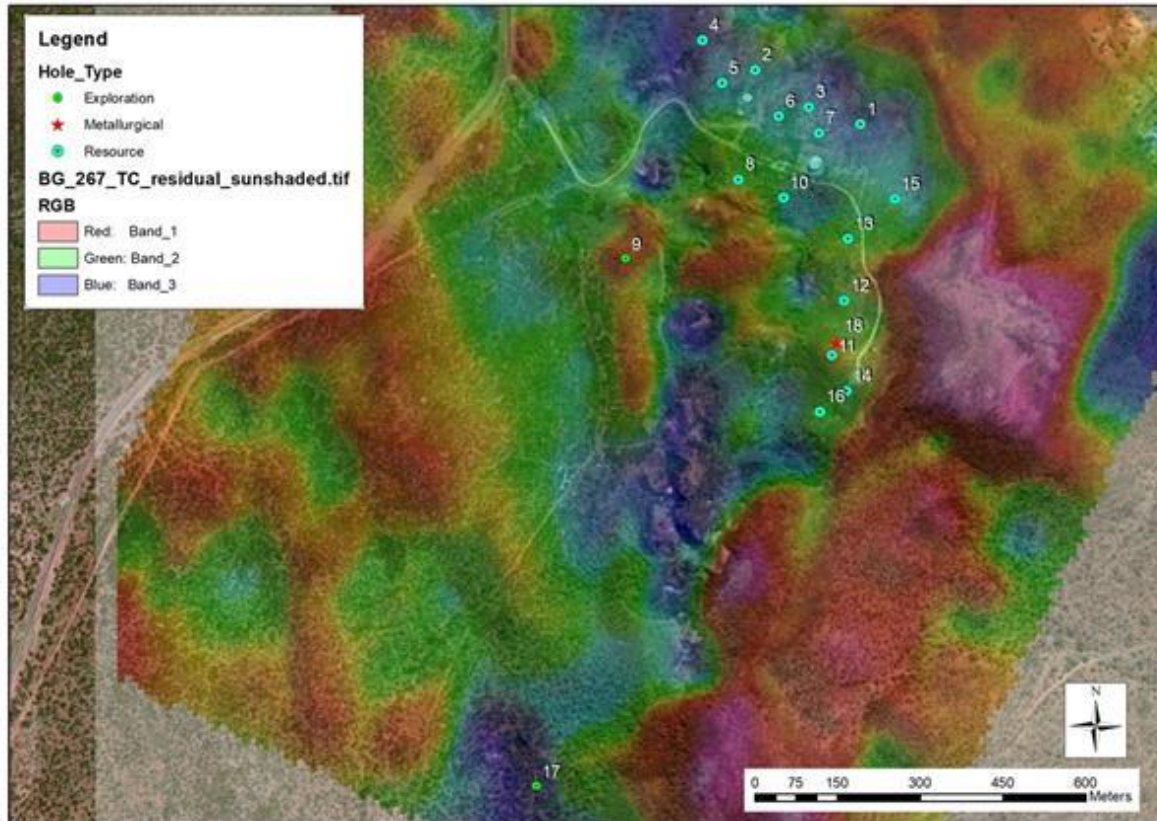 Legend
Hole_Type
Exploration
Metallurgical
Resource
BG_267_TC_residual_sunshaded.tif
RGB
Red: Band_1
Green: Band_2
Blue: Band_3
4
2
5
3
6
7
1
8
10
15
13
9
12
18
11
14
16
17
N
0 75 150 300 450 600
Meters